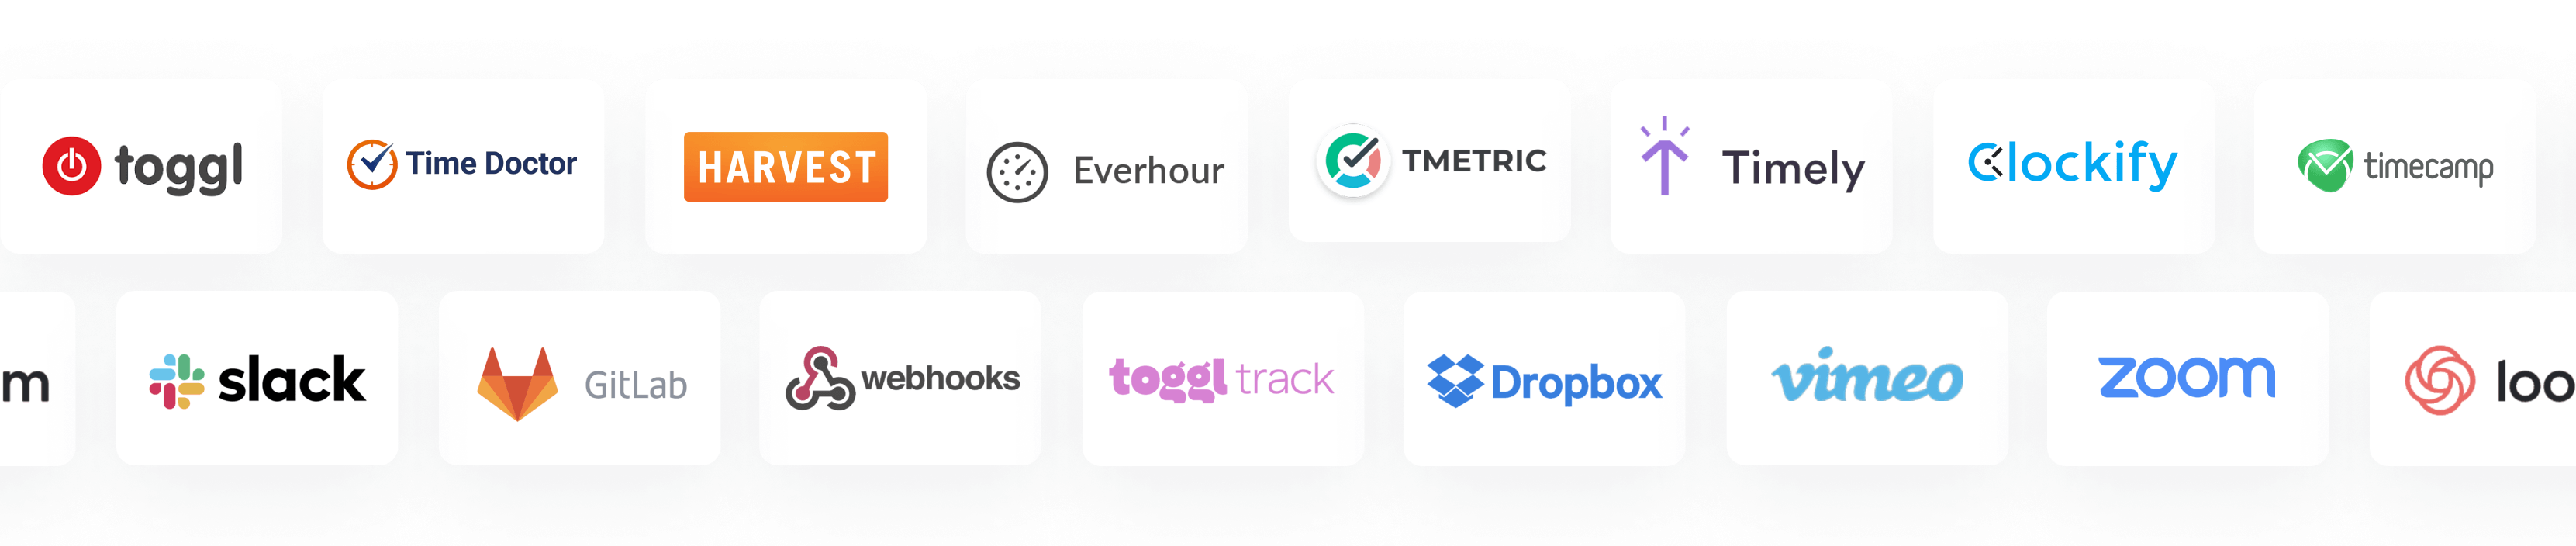 toggl
Time Doctor
HARVEST
Everhour
TMETRIC
Timely
Clockify
timecamp
m
slack
GitLab
webhooks
toggl track
Dropbox
vimeo
zoom
loo